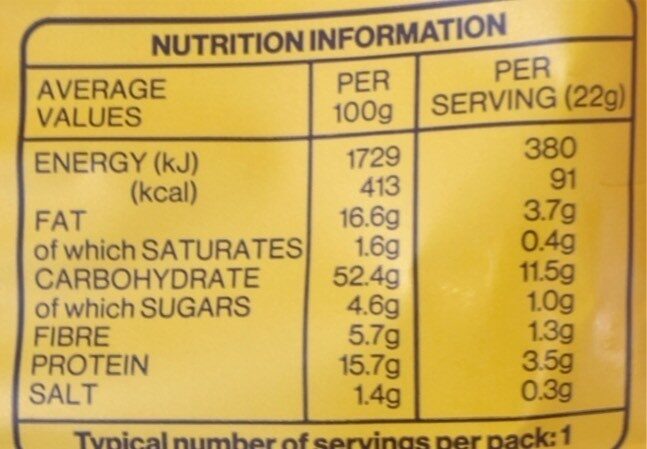 NUTRITION INFORMATION
AVERAGE VALUES PER 100g PER SERVING (22g)
ENERGY (kJ) 1729 380
(kcal) 413 91
FAT 16.6g 3.7g
of which SATURATES 1.6g 0.4g
CARBOHYDRATE 52.4g 11.5g
of which SUGARS 4.6g 1.0g
FIBRE 5.7g 1.3g
PROTEIN 15.7g 3.5g
SALT 1.4g 0.3g
Typical number of servings per pack: 1